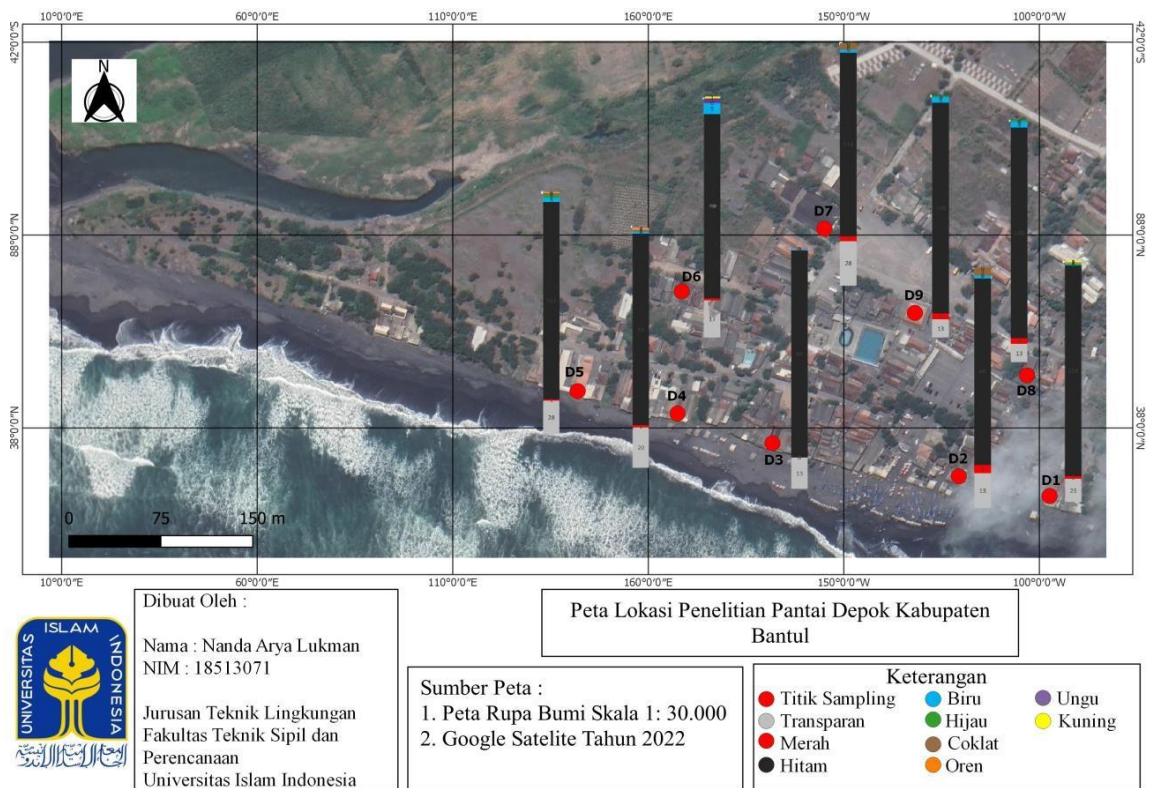 10°0'0"E 60°0'0"E 110°0'0"E 160°0'0"E 150°0'0"W 100°0'0"W
42°0'0"S 42°0'0"S
N
D7
88°0'0"N 88°0'0"N
D6
28
D9
13
13
D8
D5
D4
38°0'0"N 38°0'0"N
28
20
D3
D2
D1
0 75 150 m
10°0'0"E 60°0'0"E 110°0'0"E 160°0'0"E 150°0'0"W 100°0'0"W
UNIVERSITAS ISLAM INDONESIA
Dibuat Oleh :
Nama : Nanda Arya Lukman
NIM : 18513071
Jurusan Teknik Lingkungan
Fakultas Teknik Sipil dan
Perencanaan
Universitas Islam Indonesia
Peta Lokasi Penelitian Pantai Depok Kabupaten
Bantul
Sumber Peta :
1. Peta Rupa Bumi Skala 1: 30.000
2. Google Satelite Tahun 2022
Keterangan
Titik Sampling
Transparan
Merah
Hitam
Biru
Hijau
Coklat
Oren
Ungu
Kuning